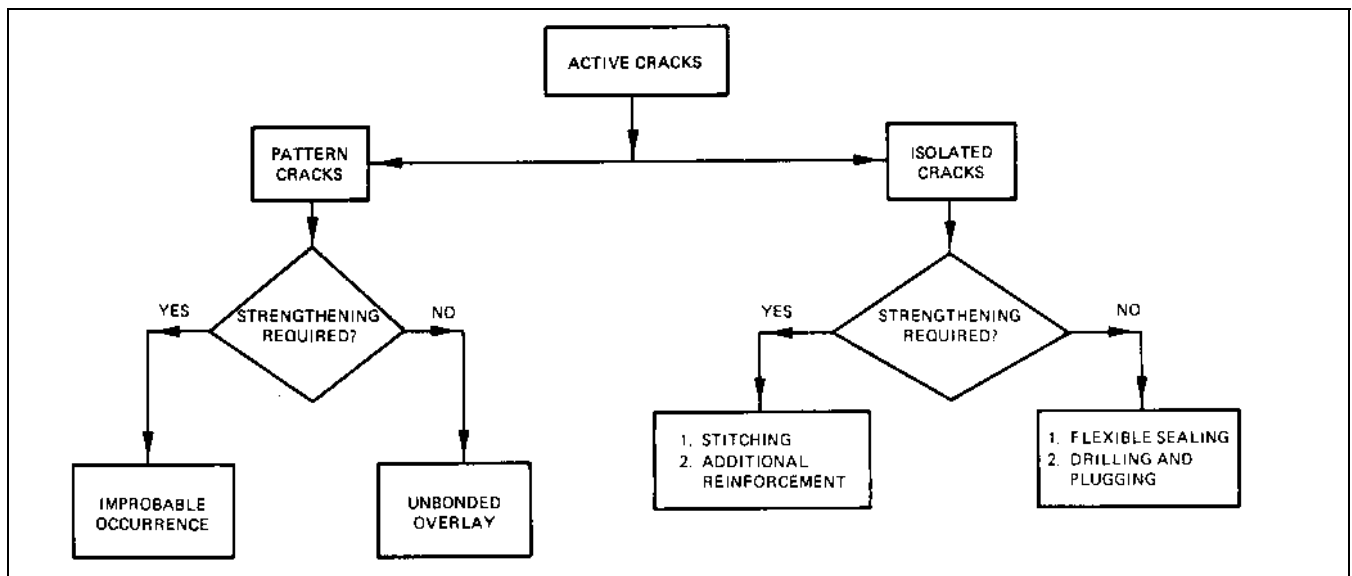 ACTIVE CRACKS
PATTERN
CRACKS
ISOLATED
CRACKS
YES
STRENGTHENING
REQUIRED?
NO
YES
STRENGTHENING
REQUIRED?
NO
IMPROBABLE
OCCURRENCE
UNBONDED
OVERLAY
1. STITCHING
2. ADDITIONAL
REINFORCEMENT
1. FLEXIBLE SEALING
2. DRILLING AND
PLUGGING